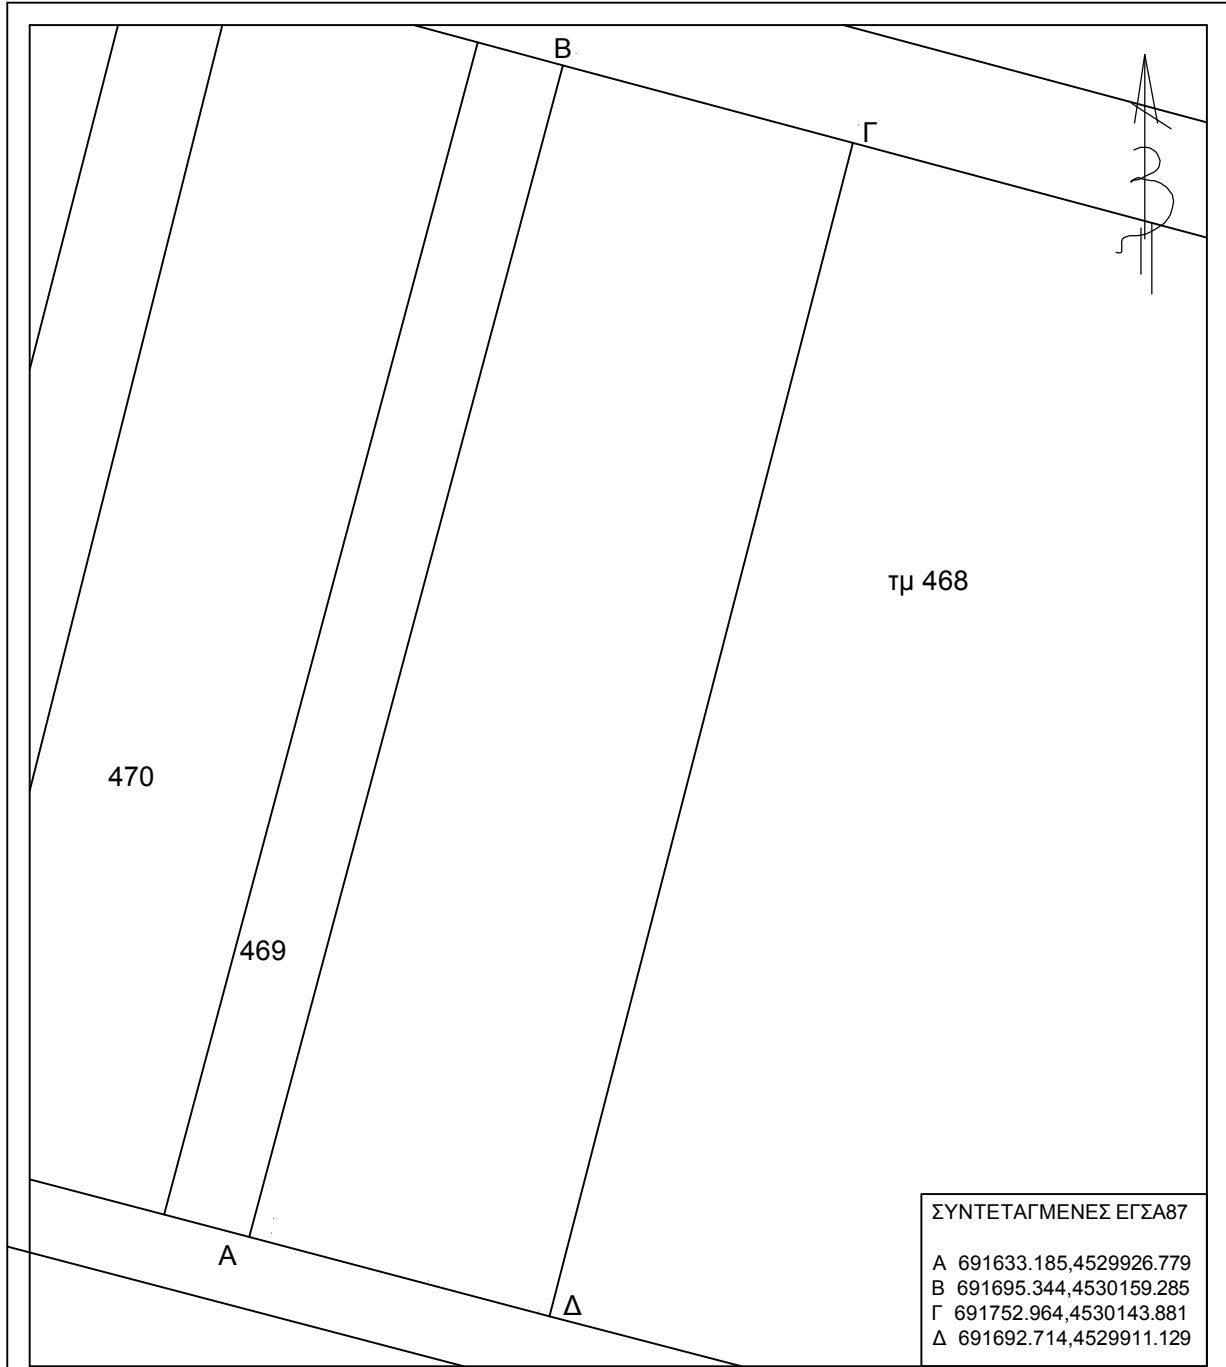 Β
Γ
τμ 468
470
469
Α
Δ
ΣΥΝΤΕΤΑΓΜΕΝΕΣ ΕΓΣΑ87
Α 691633.185,4529926.779
Β 691695.344,4530159.285
Γ 691752.964,4530143.881
Δ 691692.714,4529911.129